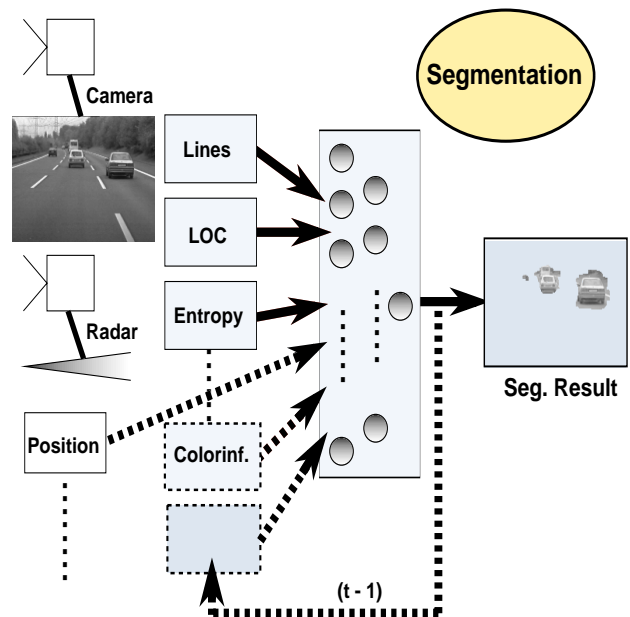 Segmentation
Camera
Lines
LOC
Entropy
Radar
Position
Colorinf.
Seg. Result
(t - 1)